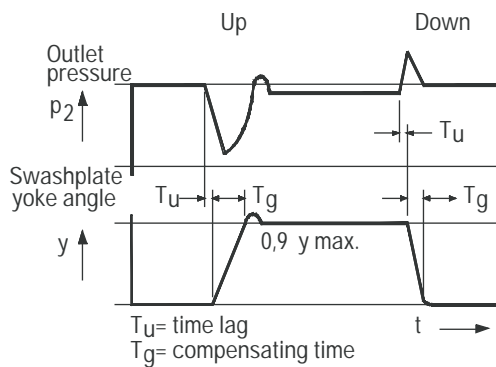 Up
Down
Outlet
pressure
p2
Tu
Swashplate
yoke angle
Tu
Tg
Tg
y
0,9 y max.
Tu= time lag
t
Tg= compensating time